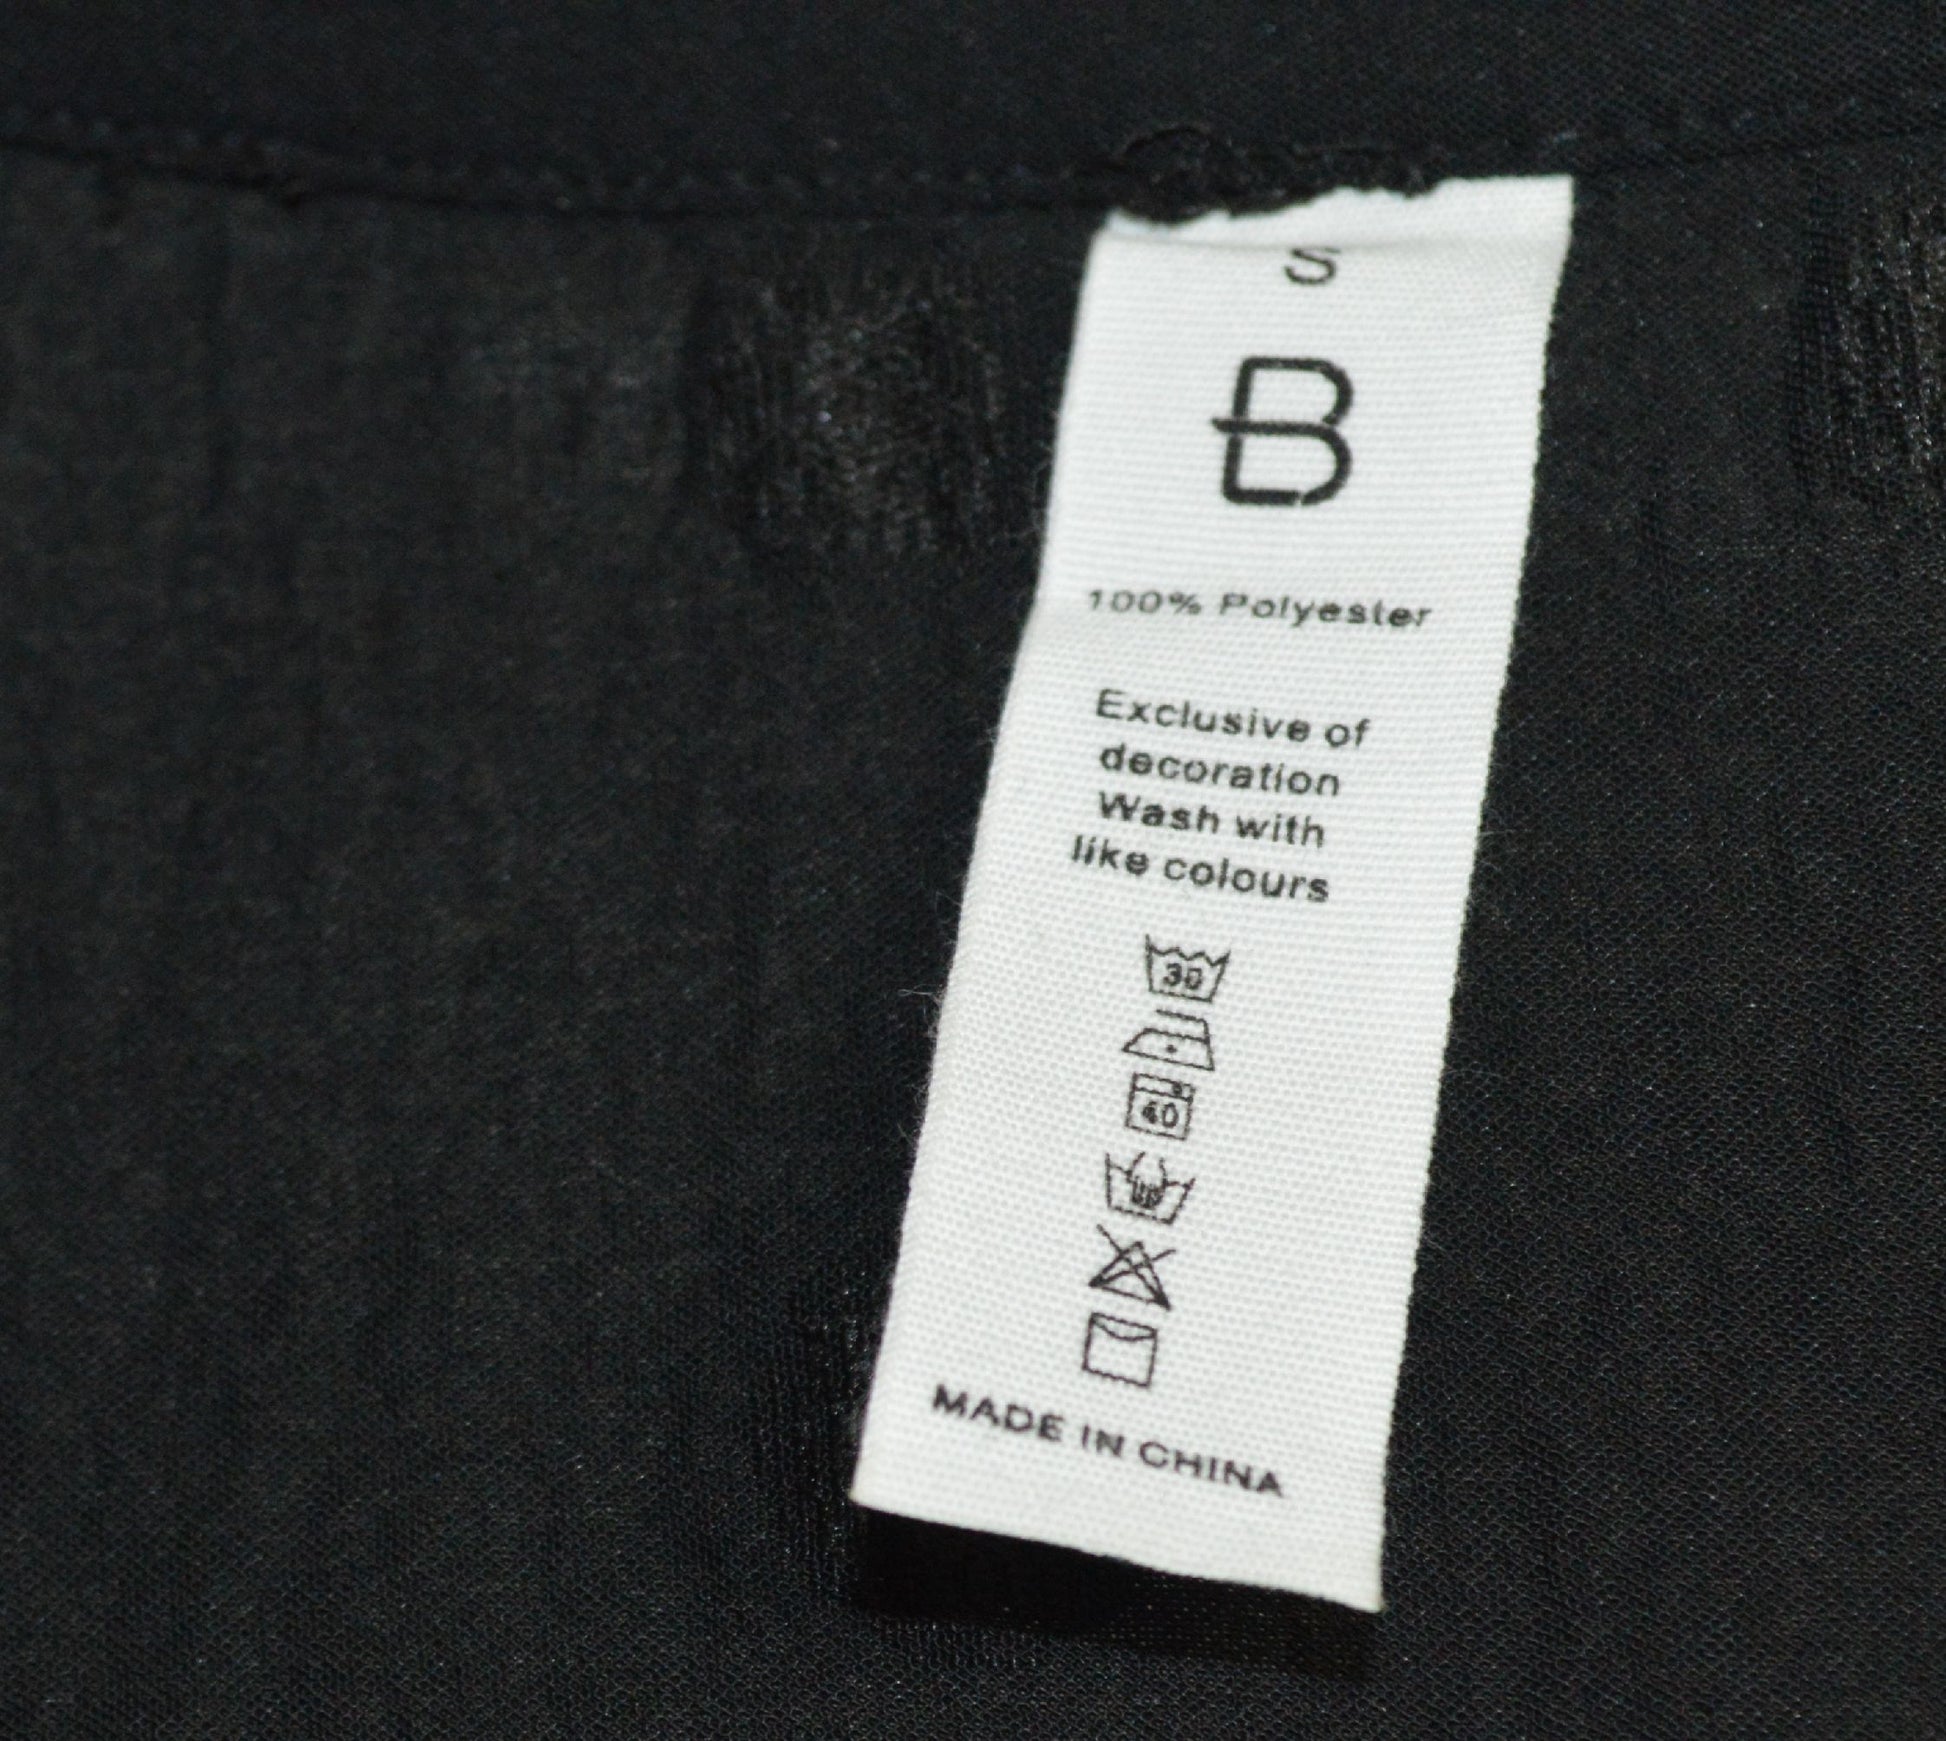 S
B
100% Polyester
Exclusive of
decoration
Wash with
like colours
30
40
MADE IN CHINA